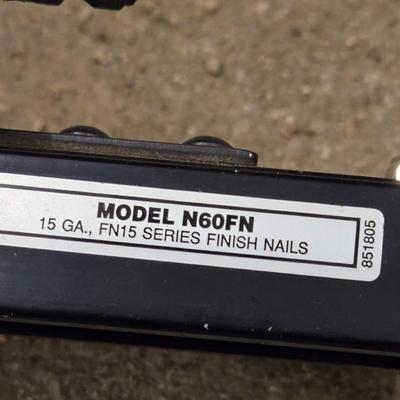 MODEL N60FN
15 GA., FN15 SERIES FINISH NAILS
851805